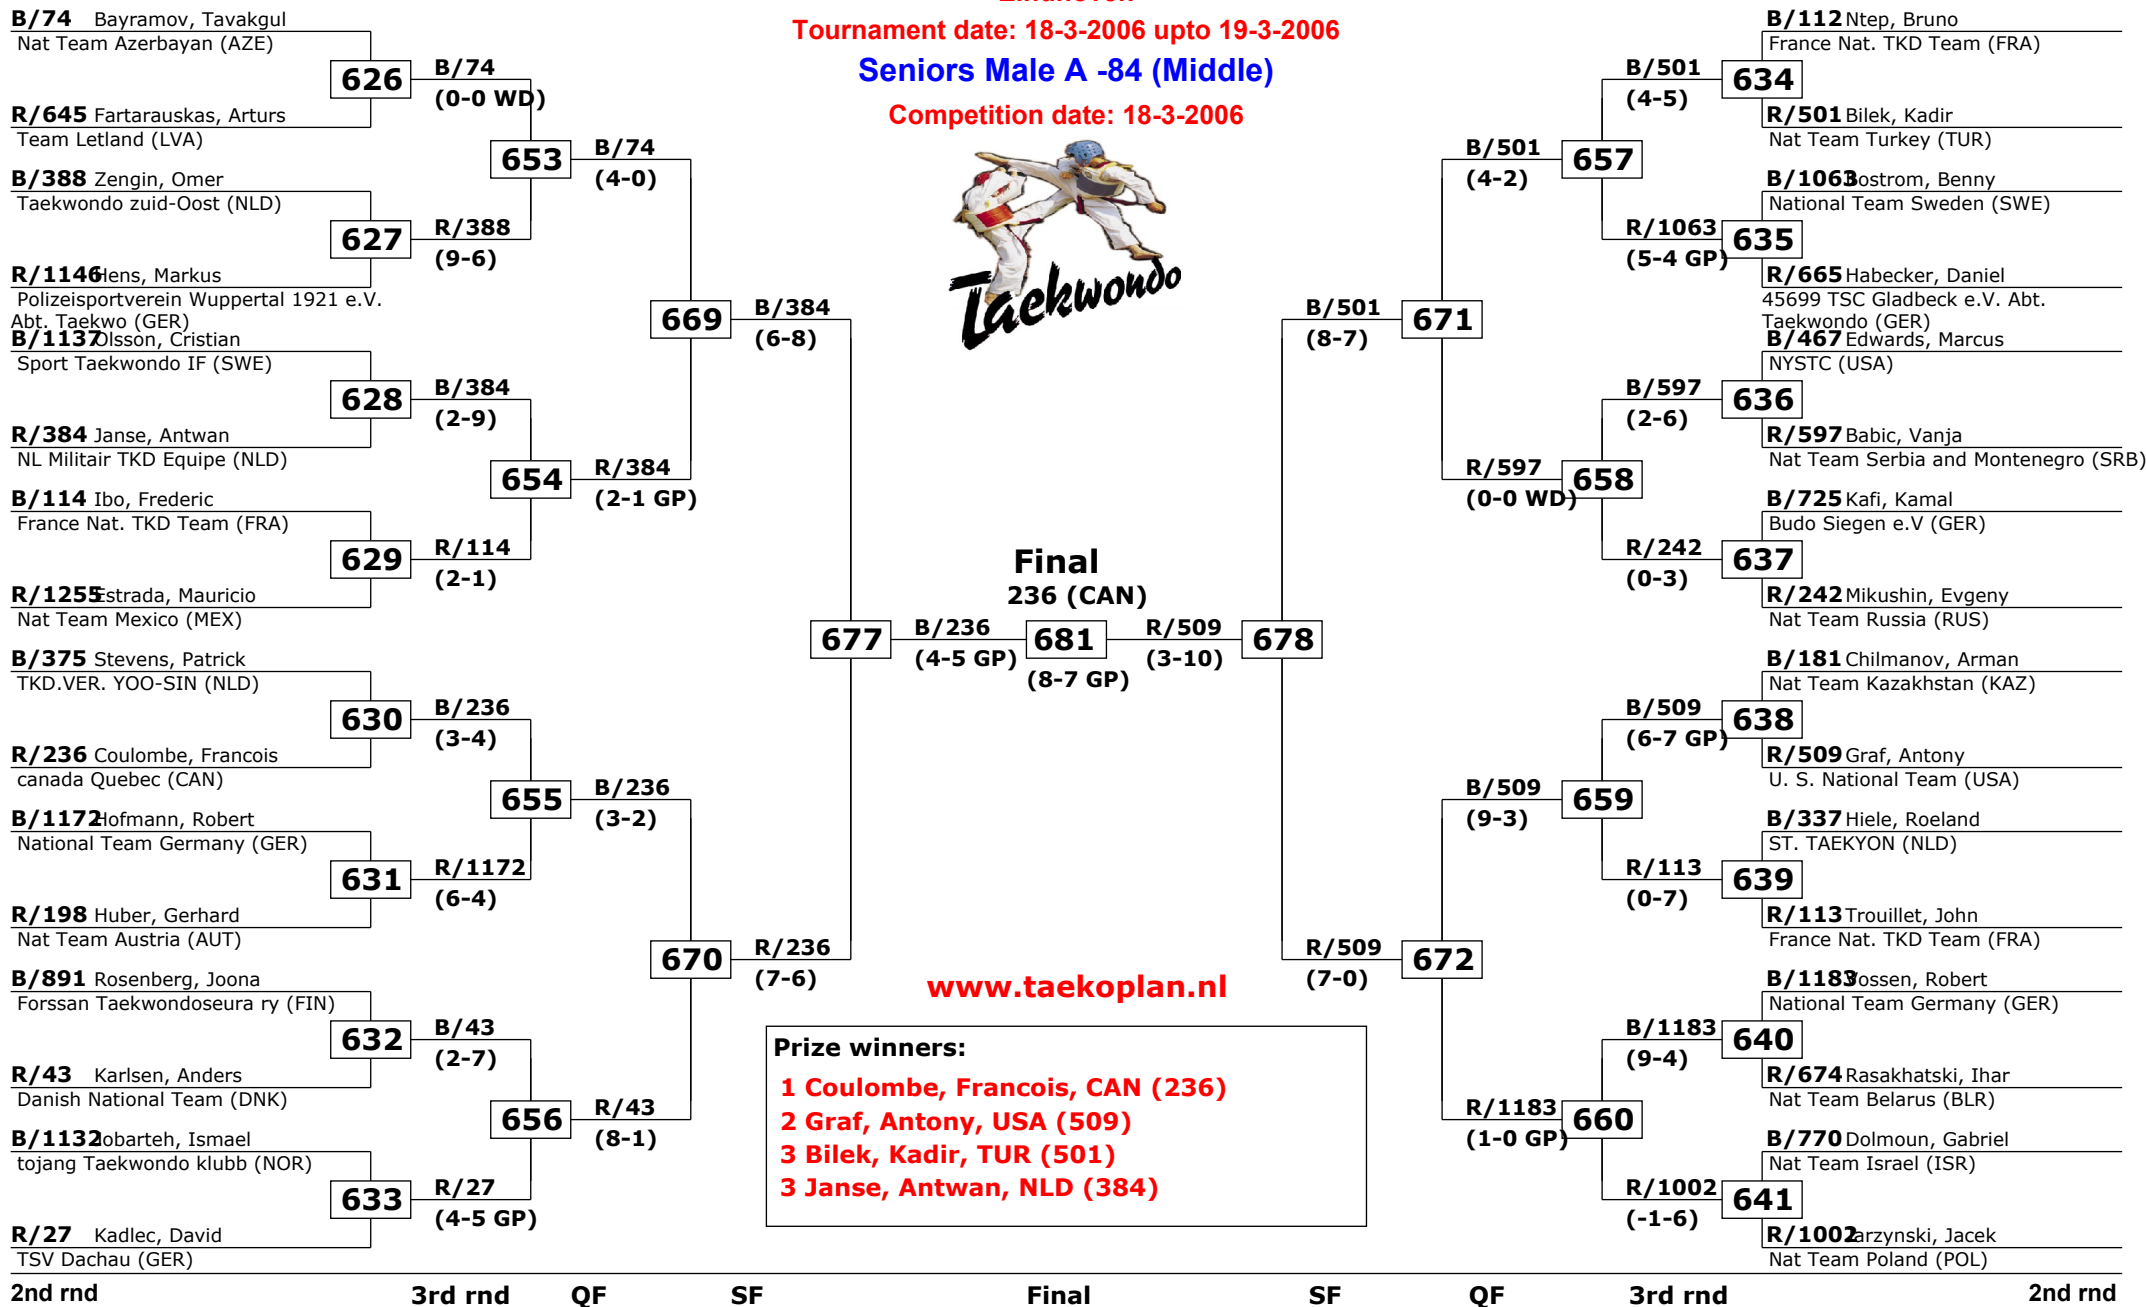 Tournament date: 18-3-2006 upto 19-3-2006
Seniors Male A -84 (Middle)
Competition date: 18-3-2006
Taekwondo
B/74 Bayramov, Tavakgul
Nat Team Azerbayan (AZE)
626
B/74
(0-0 WD)
R/645 Fartarauskas, Arturs
Team Letland (LVA)
653
B/74
(4-0)
B/388 Zengin, Omer
Taekwondo zuid-Oost (NLD)
627
R/388
(9-6)
R/1146 Hens, Markus
Polizeisportverein Wuppertal 1921 e.V.
Abt. Taekwo (GER)
669
B/384
(6-8)
B/1137 Olsson, Cristian
Sport Taekwondo IF (SWE)
628
B/384
(2-9)
R/384 Janse, Antwan
NL Militair TKD Equipe (NLD)
654
R/384
(2-1 GP)
B/114 Ibo, Frederic
France Nat. TKD Team (FRA)
629
R/114
(2-1)
R/1255 Estrada, Mauricio
Nat Team Mexico (MEX)
677
B/236
(4-5 GP)
B/375 Stevens, Patrick
TKD.VER. YOO-SIN (NLD)
630
B/236
(3-4)
R/236 Coulombe, Francois
canada Quebec (CAN)
655
B/236
(3-2)
B/1172 Hofmann, Robert
National Team Germany (GER)
631
R/1172
(6-4)
R/198 Huber, Gerhard
Nat Team Austria (AUT)
670
R/236
(7-6)
B/891 Rosenberg, Joona
Forssan Taekwondoseura ry (FIN)
632
B/43
(2-7)
R/43 Karlsen, Anders
Danish National Team (DNK)
656
R/43
(8-1)
B/1132 Jobarteh, Ismael
tojang Taekwondo klubb (NOR)
633
R/27
(4-5 GP)
R/27 Kadlec, David
TSV Dachau (GER)
Final
236 (CAN)
681
(8-7 GP)
B/112 Ntep, Bruno
France Nat. TKD Team (FRA)
B/501
(4-5)
634
R/501 Bilek, Kadir
Nat Team Turkey (TUR)
B/501
(4-2)
657
B/1063 Bostrom, Benny
National Team Sweden (SWE)
R/1063
(5-4 GP)
635
R/665 Habecker, Daniel
45699 TSC Gladbeck e.V. Abt.
Taekwondo (GER)
B/501
(8-7)
671
B/467 Edwards, Marcus
NYSTC (USA)
B/597
(2-6)
636
R/597 Babic, Vanja
Nat Team Serbia and Montenegro (SRB)
R/597
(0-0 WD)
658
B/725 Kafi, Kamal
Budo Siegen e.V (GER)
R/242
(0-3)
637
R/242 Mikushin, Evgeny
Nat Team Russia (RUS)
R/509
(3-10)
678
B/181 Chilmanov, Arman
Nat Team Kazakhstan (KAZ)
B/509
(6-7 GP)
638
R/509 Graf, Antony
U. S. National Team (USA)
B/509
(9-3)
659
B/337 Hiele, Roeland
ST. TAEKYON (NLD)
R/113
(0-7)
639
R/113 Trouillet, John
France Nat. TKD Team (FRA)
R/509
(7-0)
672
B/1183 Vossen, Robert
National Team Germany (GER)
B/1183
(9-4)
640
R/674 Rasakhatski, Ihar
Nat Team Belarus (BLR)
R/1183
(1-0 GP)
660
B/770 Dolmoun, Gabriel
Nat Team Israel (ISR)
R/1002
(-1-6)
641
R/1002 arzynski, Jacek
Nat Team Poland (POL)
www.taekoplan.nl
Prize winners:
1 Coulombe, Francois, CAN (236)
2 Graf, Antony, USA (509)
3 Bilek, Kadir, TUR (501)
3 Janse, Antwan, NLD (384)
2nd rnd 3rd rnd QF SF Final SF QF 3rd rnd 2nd rnd